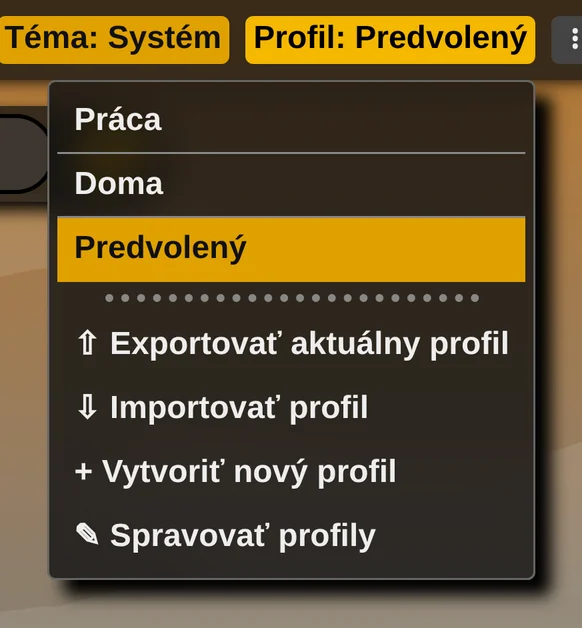 Téma: Systém
Profil: Predvolený
Práca
Doma
Predvolený
⇧ Exportovať aktuálny profil
⇩ Importovať profil
+ Vytvoriť nový profil
✎ Spravovať profily